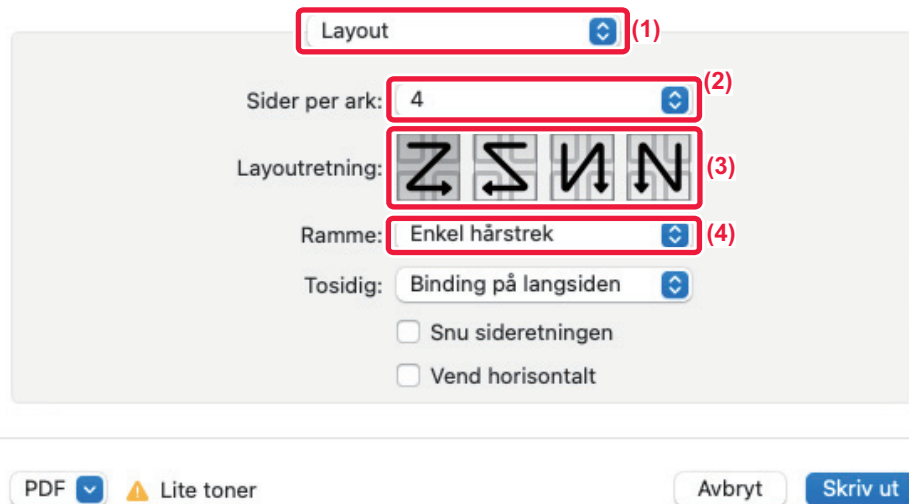 Layout (1)
Sider per ark: 4 (2)
Layoutretning: (3)
Ramme: Enkel hårstrek (4)
Tosidig: Binding på langsiden
Snu sideretningen
Vend horisontalt
PDF Lite toner Avbryt Skriv ut